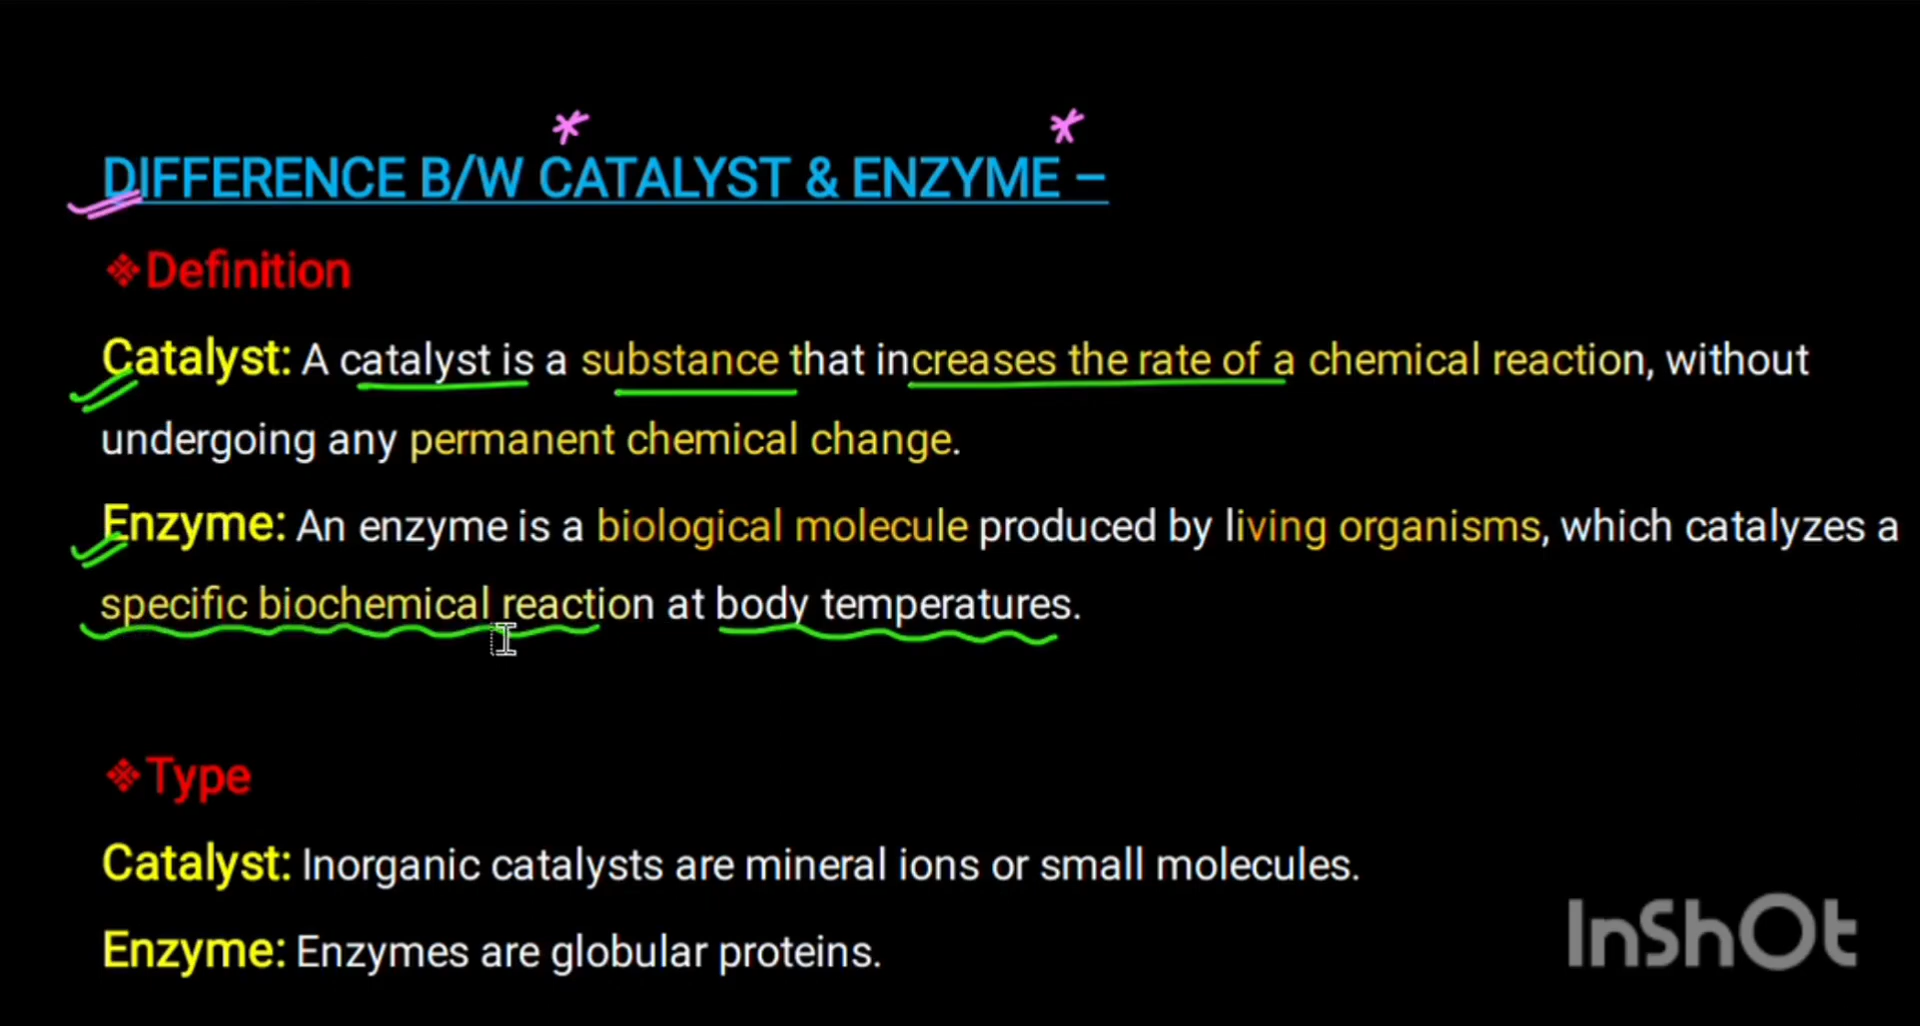 DIFFERENCE B/W CATALYST & ENZYME –
❖Definition
Catalyst: A catalyst is a substance that increases the rate of a chemical reaction, without
undergoing any permanent chemical change.
Enzyme: An enzyme is a biological molecule produced by living organisms, which catalyzes a
specific biochemical reaction at body temperatures.
❖Type
Catalyst: Inorganic catalysts are mineral ions or small molecules.
Enzyme: Enzymes are globular proteins.
InShOt